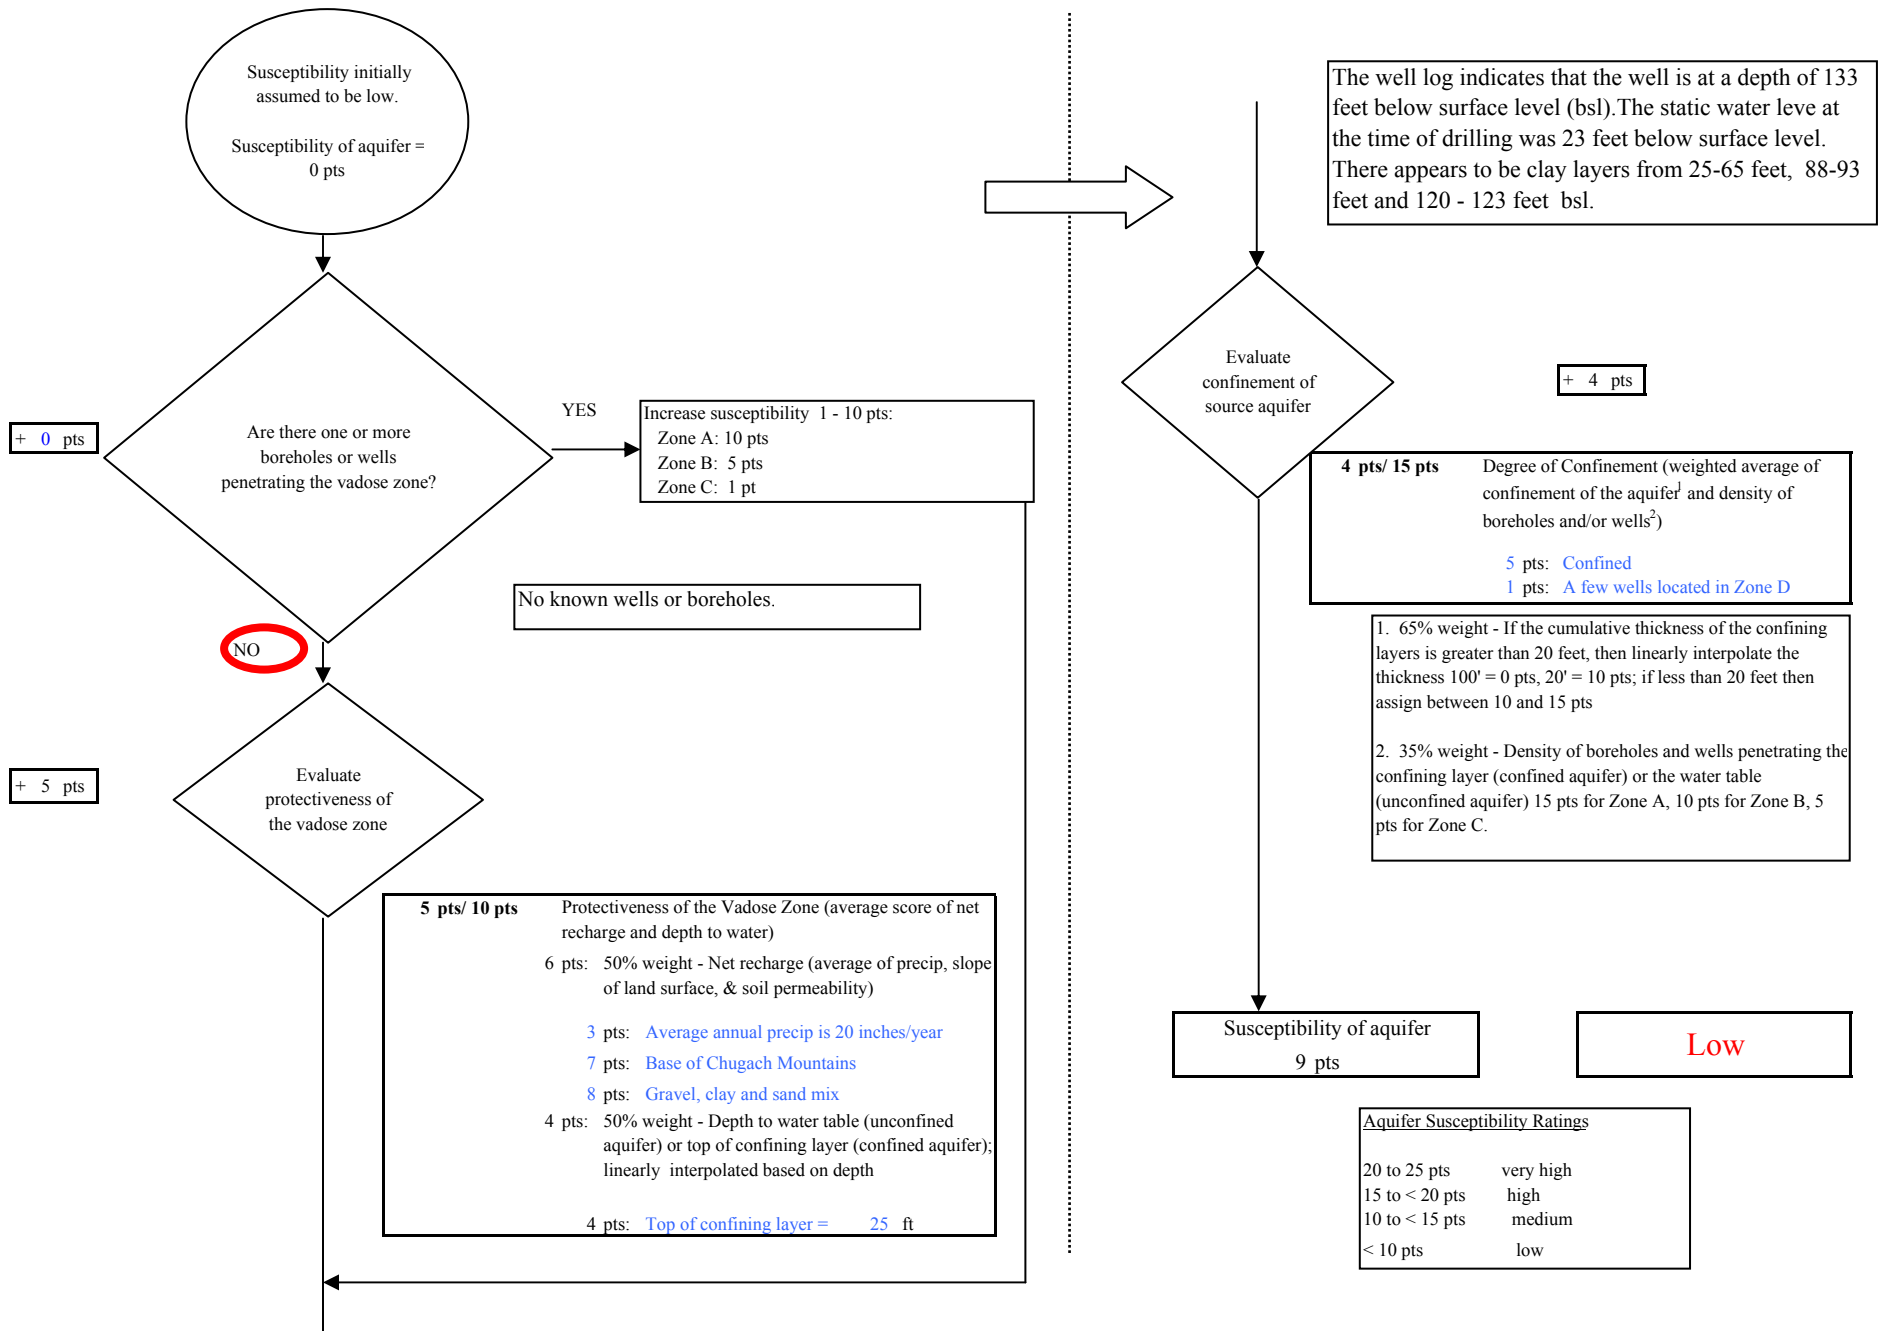 Susceptibility initially
assumed to be low.
Susceptibility of aquifer =
0 pts
+ 0 pts
Are there one or more
boreholes or wells
penetrating the vadose zone?
YES
Increase susceptibility 1 - 10 pts:
Zone A: 10 pts
Zone B: 5 pts
Zone C: 1 pt
No known wells or boreholes.
NO
+ 5 pts
Evaluate
protectiveness of
the vadose zone
5 pts/ 10 pts Protectiveness of the Vadose Zone (average score of net
recharge and depth to water)
6 pts: 50% weight - Net recharge (average of precip, slope
of land surface, & soil permeability)
3 pts: Average annual precip is 20 inches/year
7 pts: Base of Chugach Mountains
8 pts: Gravel, clay and sand mix
4 pts: 50% weight - Depth to water table (unconfined
aquifer) or top of confining layer (confined aquifer);
linearly interpolated based on depth
4 pts: Top of confining layer = 25 ft
The well log indicates that the well is at a depth of 133
feet below surface level (bsl).The static water leve at
the time of drilling was 23 feet below surface level.
There appears to be clay layers from 25-65 feet, 88-93
feet and 120 - 123 feet bsl.
Evaluate
confinement of
source aquifer
+ 4 pts
4 pts/ 15 pts Degree of Confinement (weighted average of
confinement of the aquifer1 and density of
boreholes and/or wells2)
5 pts: Confined
1 pts: A few wells located in Zone D
1. 65% weight - If the cumulative thickness of the confining
layers is greater than 20 feet, then linearly interpolate the
thickness 100' = 0 pts, 20' = 10 pts; if less than 20 feet then
assign between 10 and 15 pts
2. 35% weight - Density of boreholes and wells penetrating the
confining layer (confined aquifer) or the water table
(unconfined aquifer) 15 pts for Zone A, 10 pts for Zone B, 5
pts for Zone C.
Susceptibility of aquifer
9 pts
Low
Aquifer Susceptibility Ratings
20 to 25 pts very high
15 to < 20 pts high
10 to < 15 pts medium
< 10 pts low